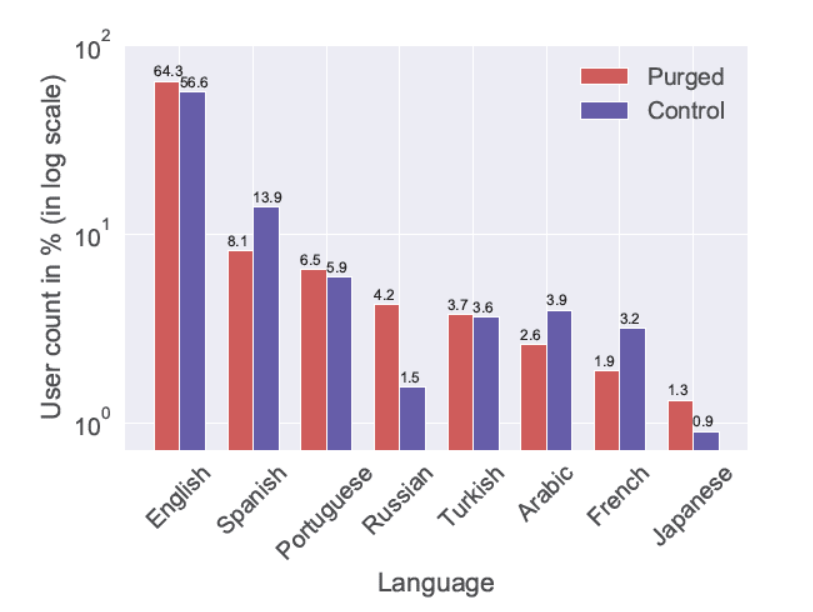 10²
10¹
10⁰
User count in % (in log scale)
Purged
Control
64.3
56.6
8.1
13.9
6.5
5.9
4.2
1.5
3.7
3.6
2.6
3.9
1.9
3.2
1.3
0.9
English
Spanish
Portuguese
Russian
Turkish
Arabic
French
Japanese
Language